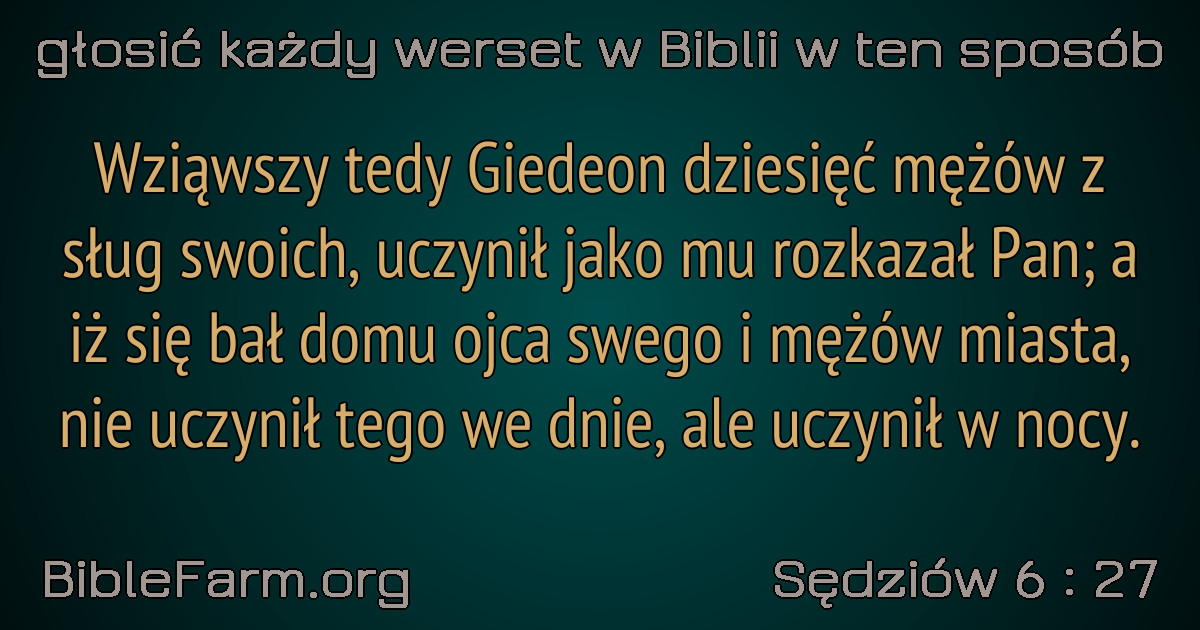 głosić każdy werset w Biblii w ten sposób
Wziąwszy tedy Giedeon dziesięć mężów z
sług swoich, uczynił jako mu rozkazał Pan; a
iż się bał domu ojca swego i mężów miasta,
nie uczynił tego we dnie, ale uczynił w nocy.
BibleFarm.org
Sędziów 6 : 27